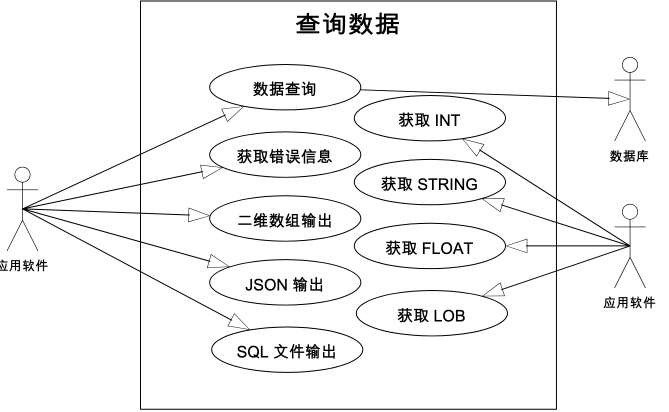 查询数据
数据查询
获取 INT
获取错误信息
数据库
获取 STRING
二维数组输出
获取 FLOAT
应用软件
JSON 输出
应用软件
获取 LOB
SQL 文件输出